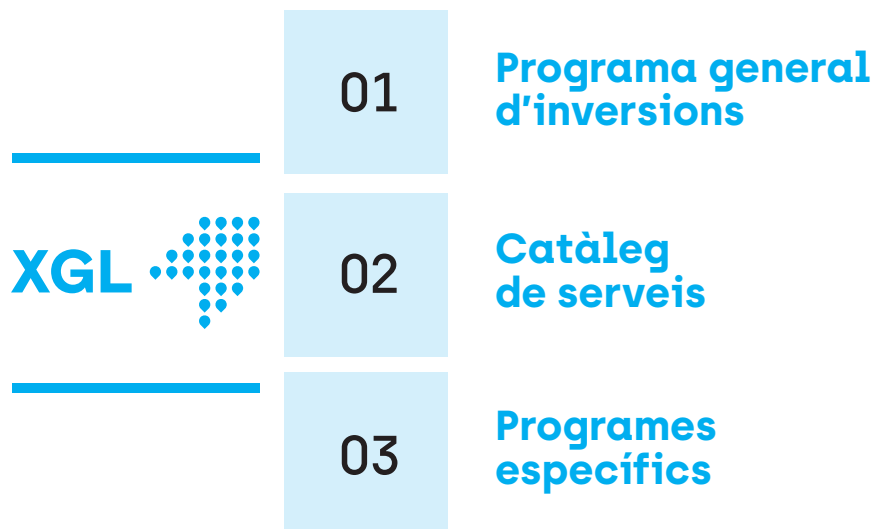 XGL
01
Programa general
d'inversions
02
Catàleg
de serveis
03
Programes
específics